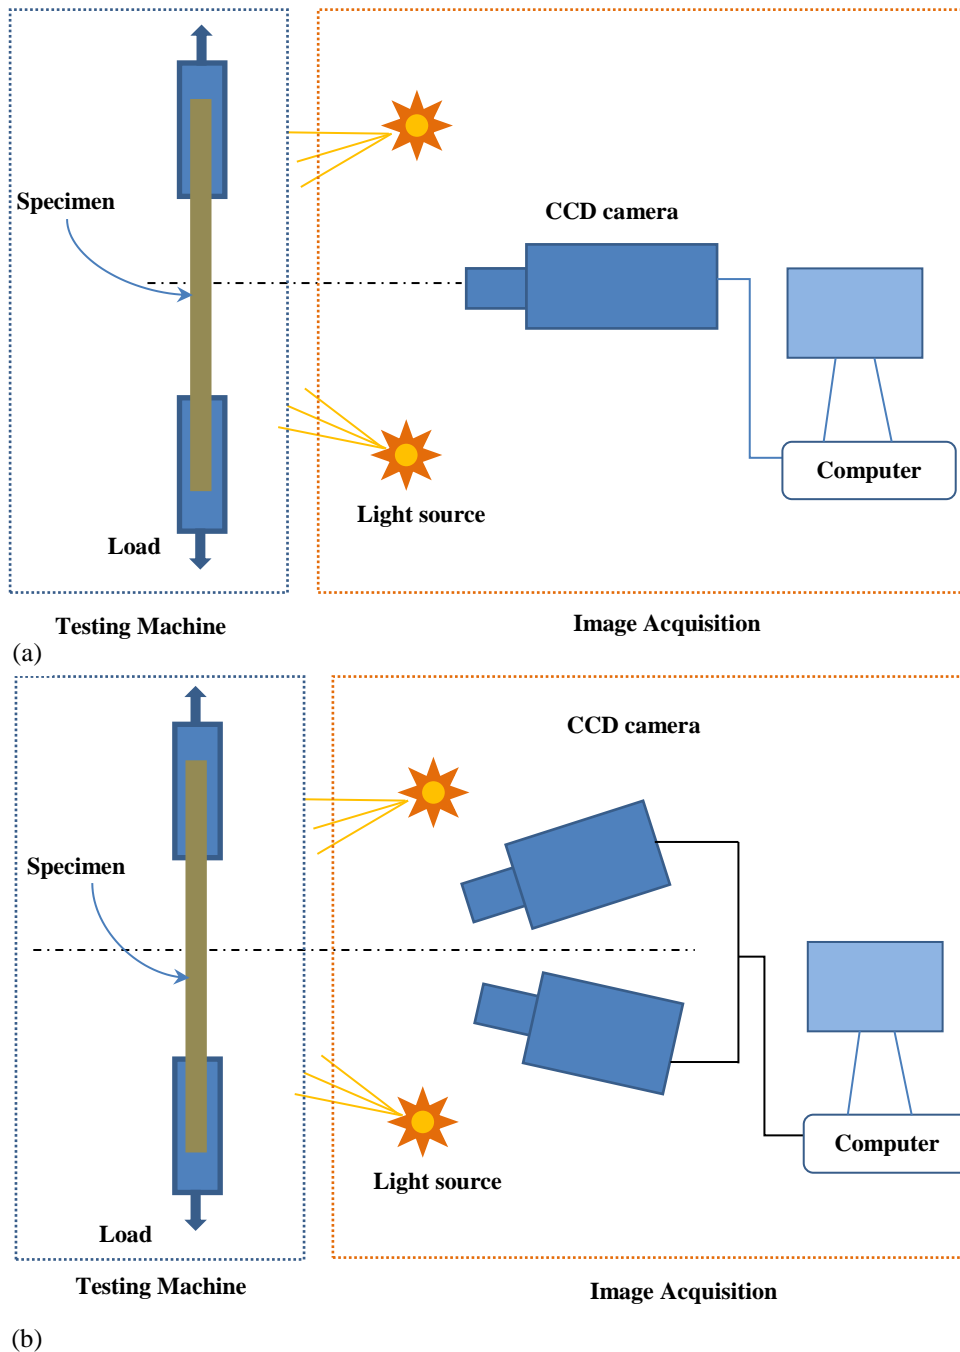 Specimen
CCD camera
Computer
Light source
Load
Testing Machine
Image Acquisition
(a)
CCD camera
Specimen
Computer
Light source
Load
Testing Machine
Image Acquisition
(b)